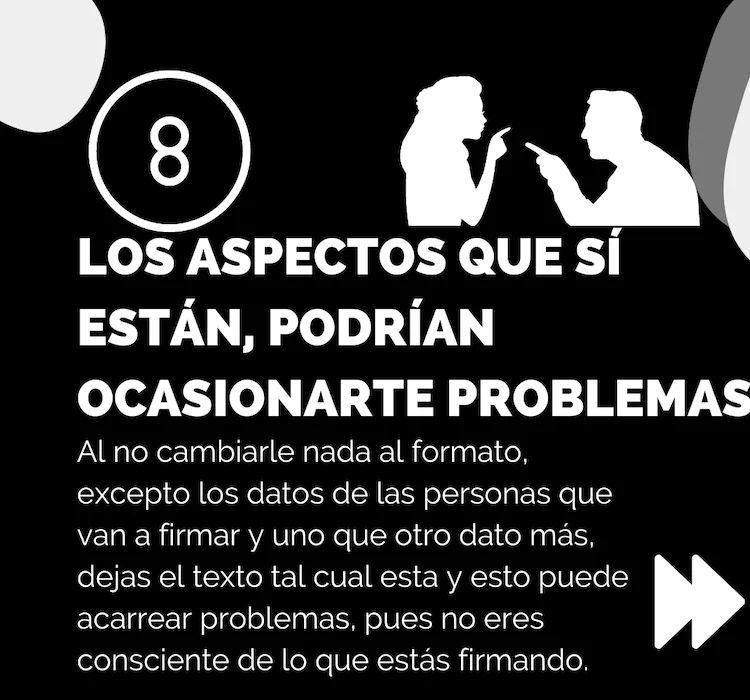 8
LOS ASPECTOS QUE SÍ
ESTÁN, PODRÍAN
OCASIONARTE PROBLEMAS
Al no cambiarle nada al formato,
excepto los datos de las personas que
van a firmar y uno que otro dato más,
dejas el texto tal cual esta y esto puede
acarrear problemas, pues no eres
consciente de lo que estás firmando.